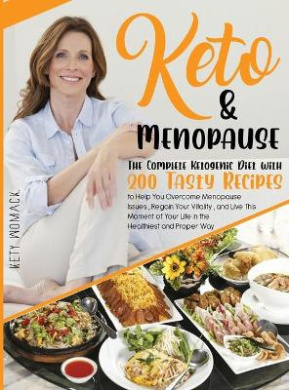 Keto
&
MENOPAUSE
THE COMPLETE KETOGENIC DIET WITH
200 TASTY RECIPES
to Help You Overcome Menopause
Issues, Regain Your Vitality, and Live This
Moment of Your Life in the
Healthiest and Proper Way
KETY WOMACK